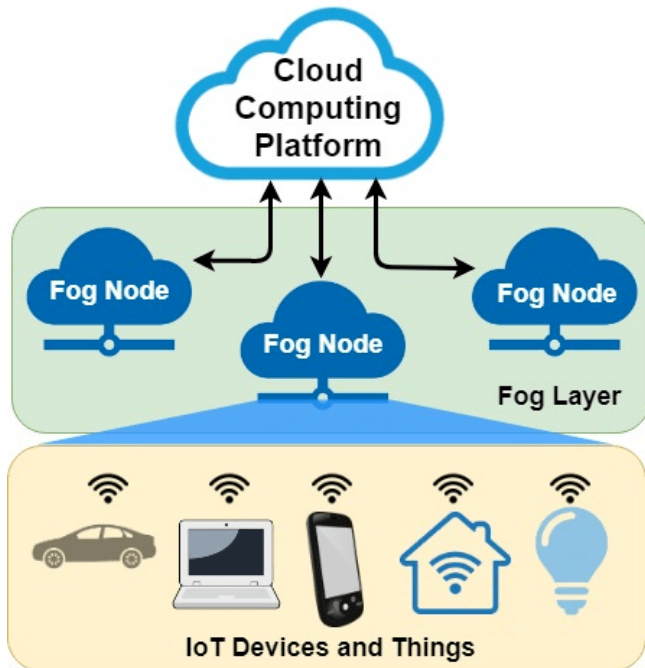 Cloud
Computing
Platform
Fog Node
Fog Node
Fog Node
Fog Layer
IoT Devices and Things